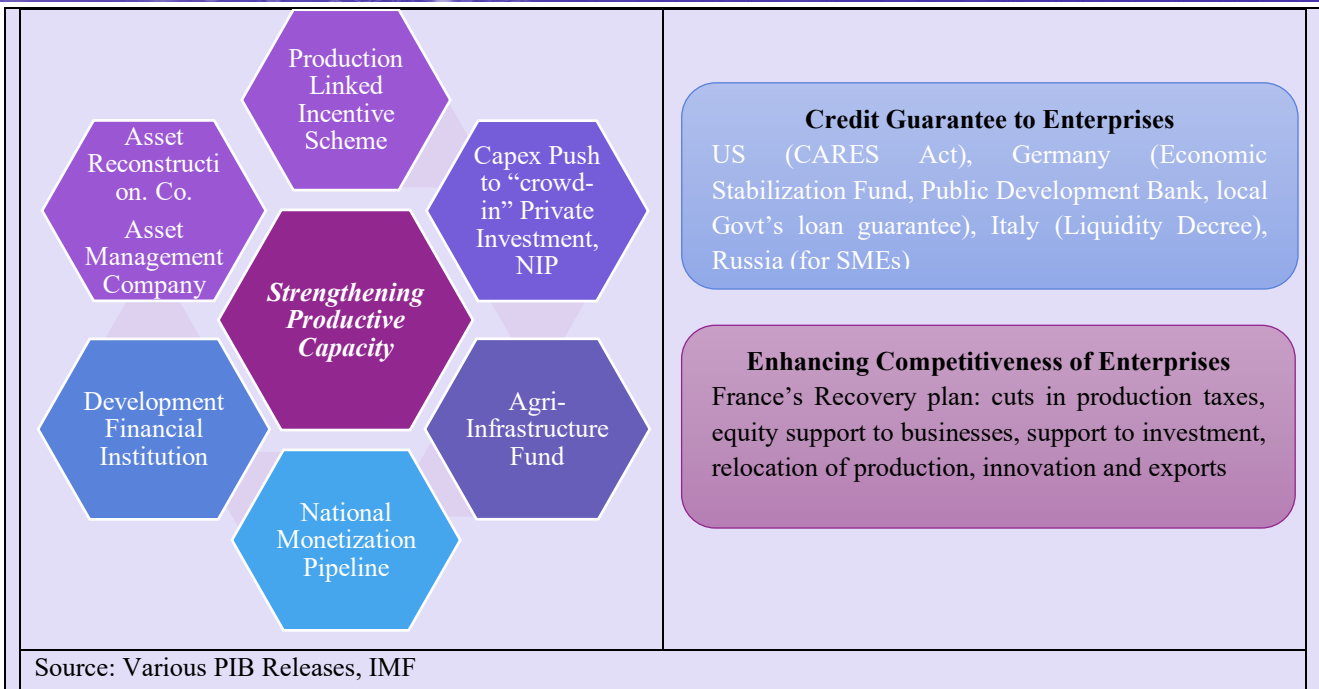 Production
Linked
Incentive
Scheme
Asset
Reconstructi
on. Co.
Asset
Management
Company
Capex Push
to “crowd-
in” Private
Investment,
NIP
Strengthening
Productive
Capacity
Development
Financial
Institution
Agri-
Infrastructure
Fund
National
Monetization
Pipeline
Credit Guarantee to Enterprises
US (CARES Act), Germany (Economic
Stabilization Fund, Public Development Bank, local
Govt’s loan guarantee), Italy (Liquidity Decree),
Russia (for SMEs)
Enhancing Competitiveness of Enterprises
France’s Recovery plan: cuts in production taxes,
equity support to businesses, support to investment,
relocation of production, innovation and exports
Source: Various PIB Releases, IMF